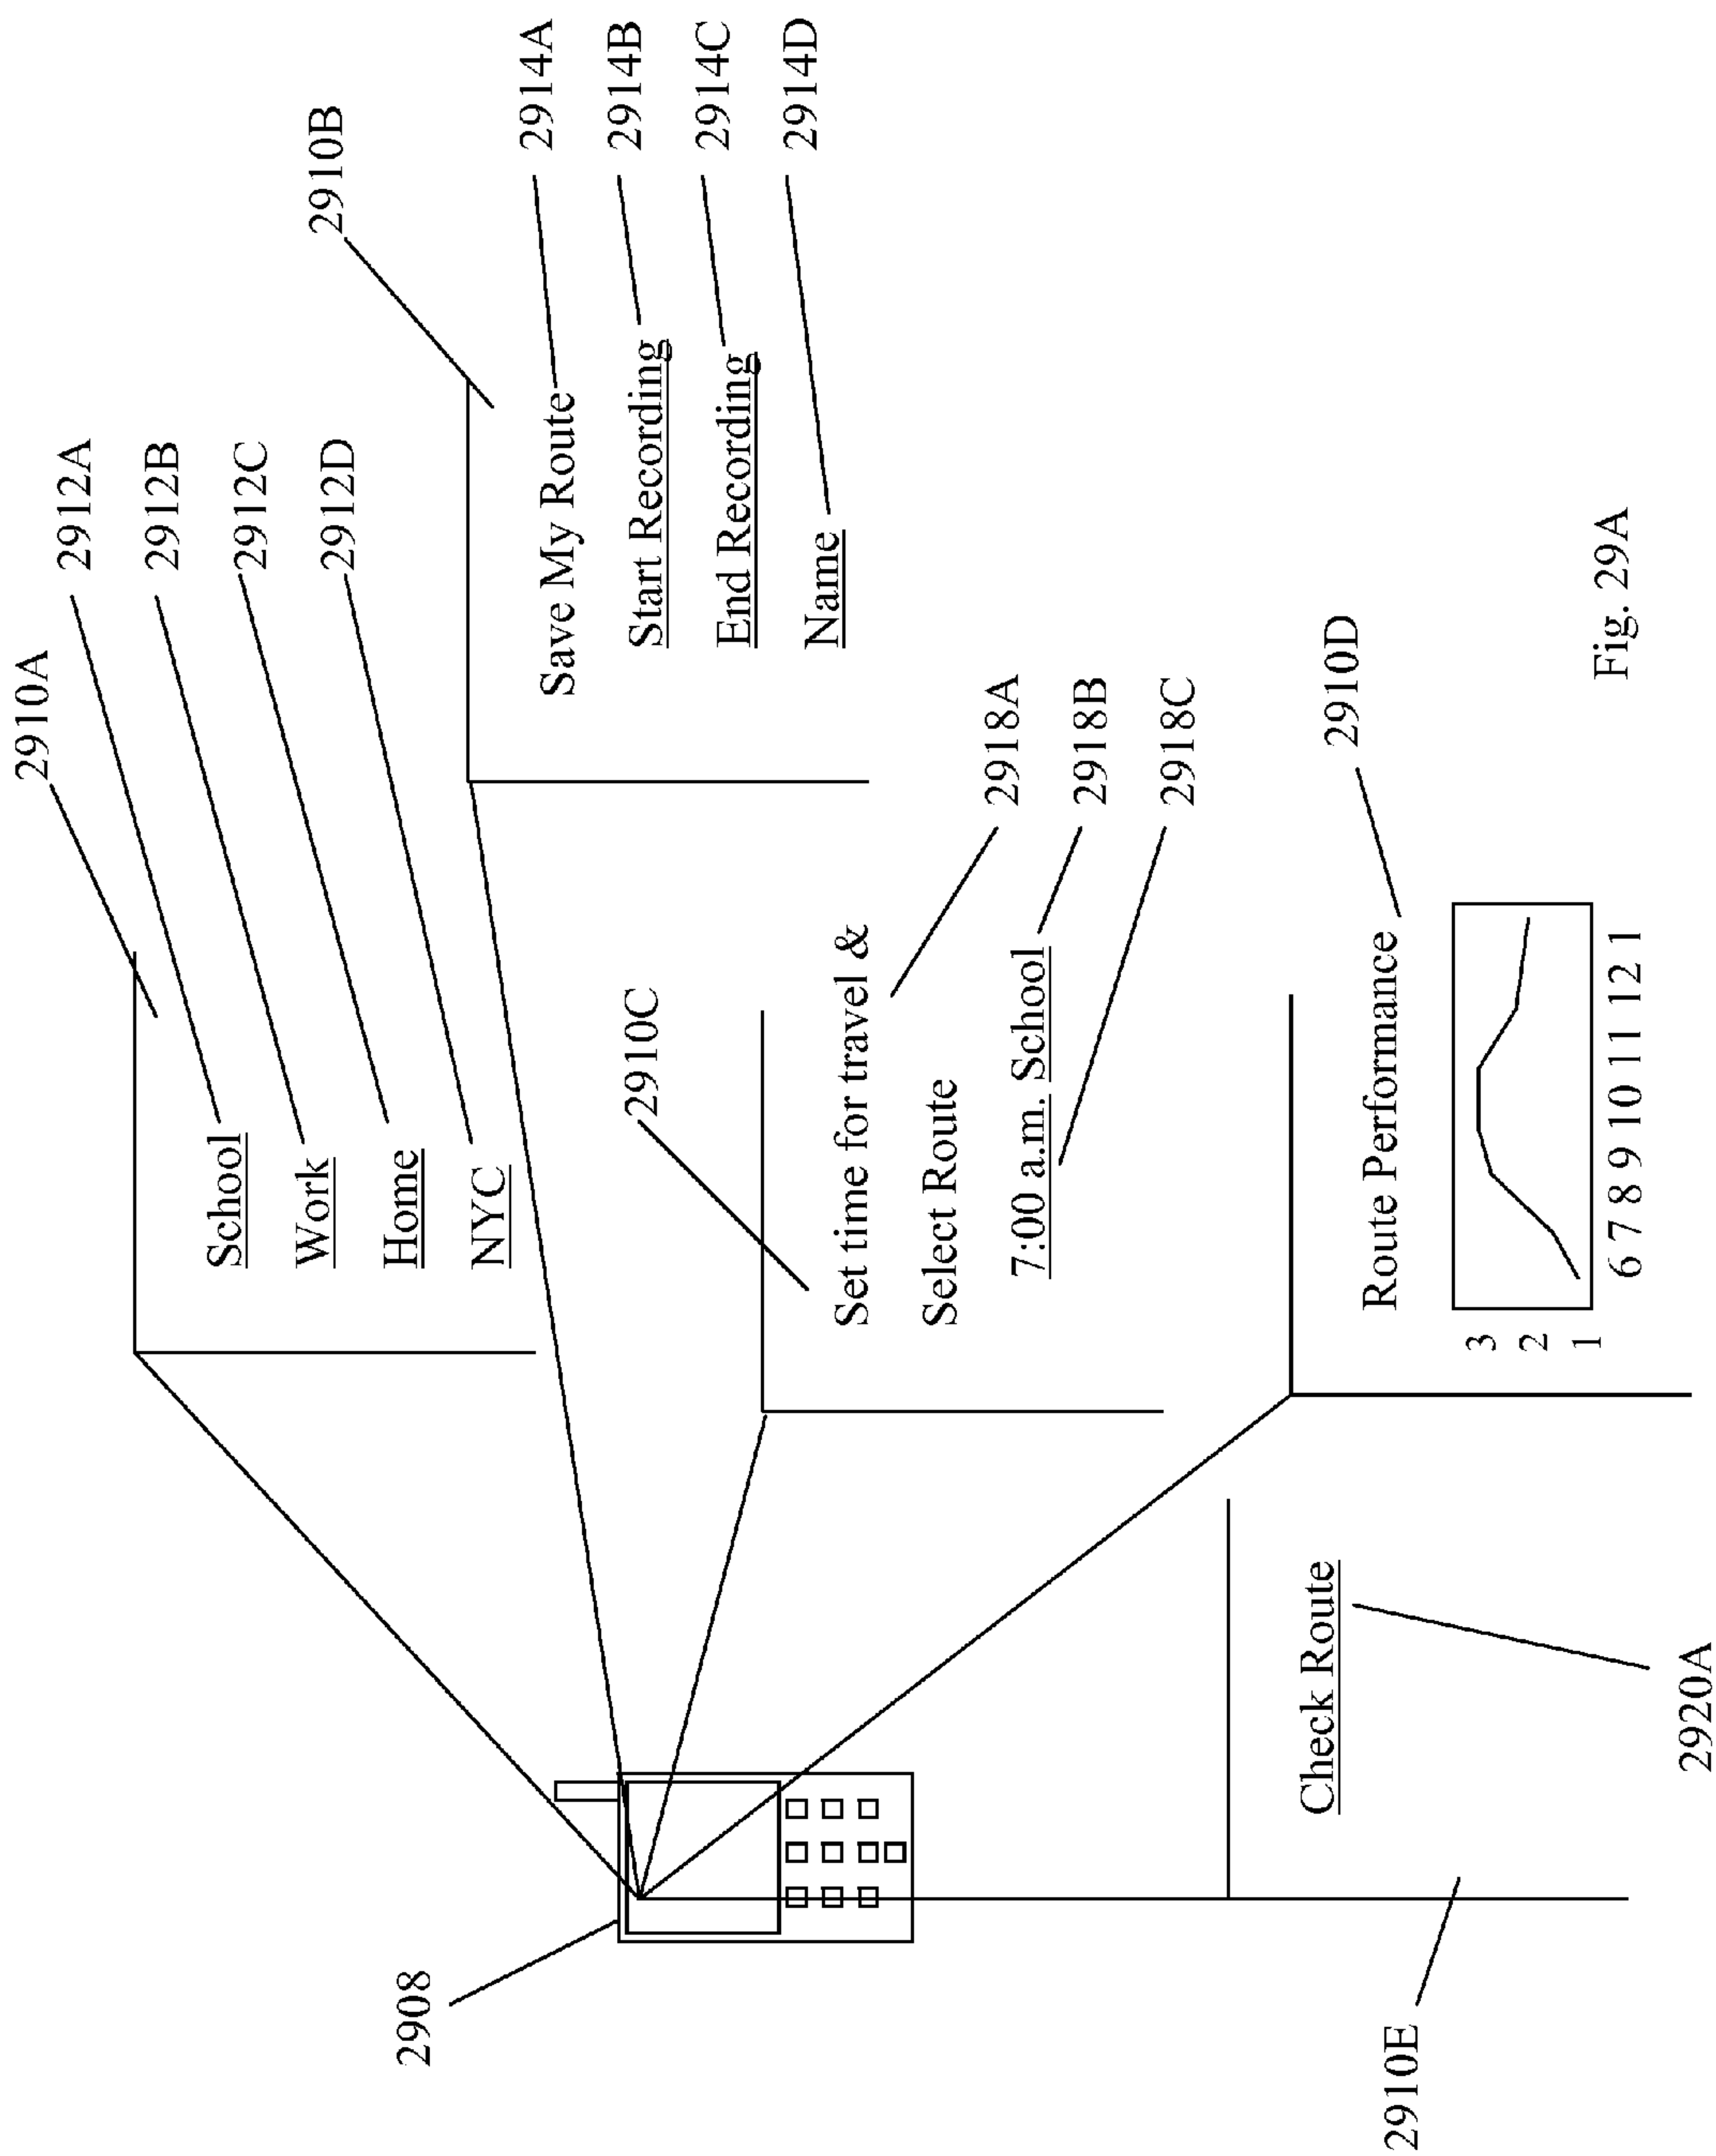 2910A
2912A
2912B
2912C
2912D
School
Work
Home
NYC
2910B
Save My Route
2914A
Start Recording
2914B
End Recording
2914C
Name
2914D
2908
2910C
Set time for travel &
Select Route
7:00 a.m. School
2918A
2918B
2918C
2910E
Check Route
2920A
2910D
Route Performance
3
2
1
6 7 8 9 10 11 12 1
Fig. 29A